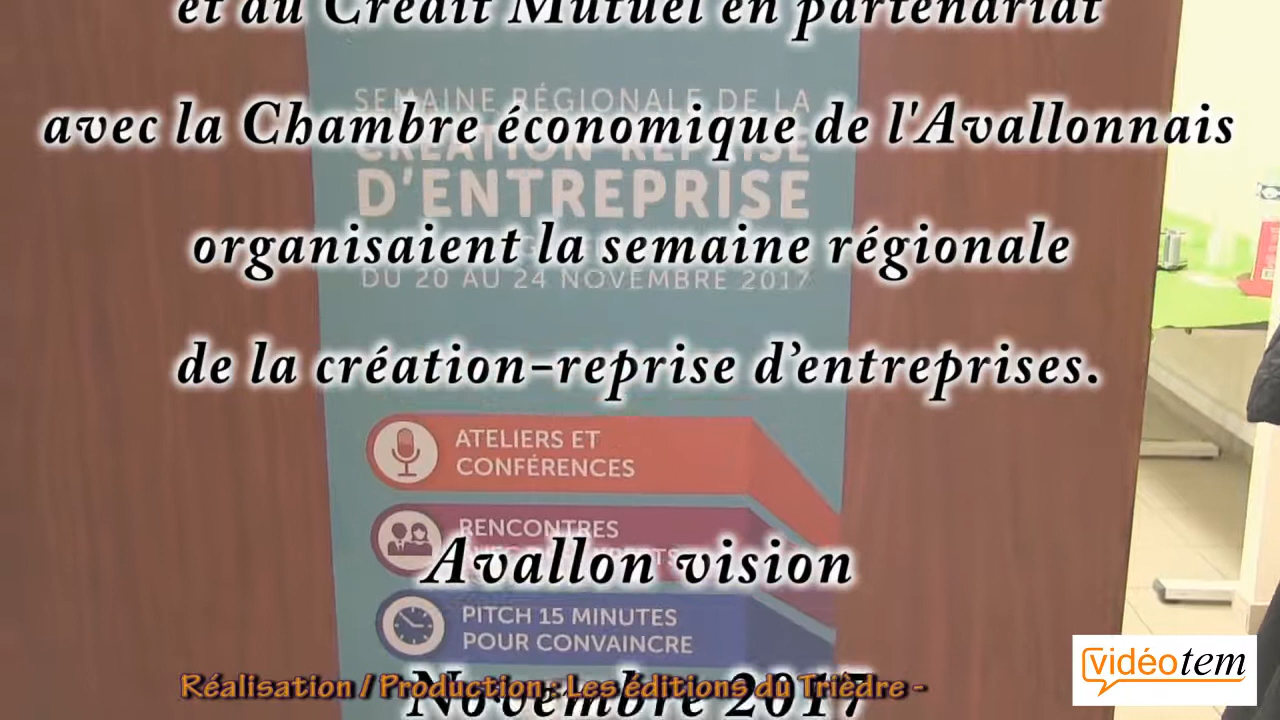 et du Crédit Mutuel en partenariat
SEMAINE RÉGIONALE DE LA
avec la Chambre économique de l'Avallonnais
CRÉATION-REPRISE
D'ENTREPRISE
organisaient la semaine régionale
DU 20 AU 24 NOVEMBRE 2017
de la création-reprise d’entreprises.
ATELIERS ET
CONFÉRENCES
RENCONTRES
Avallon vision
PITCH 15 MINUTES
POUR CONVAINCRE
Réalisation / Production : Les éditions du Trièdre -
Novembre 2017
vidéotem